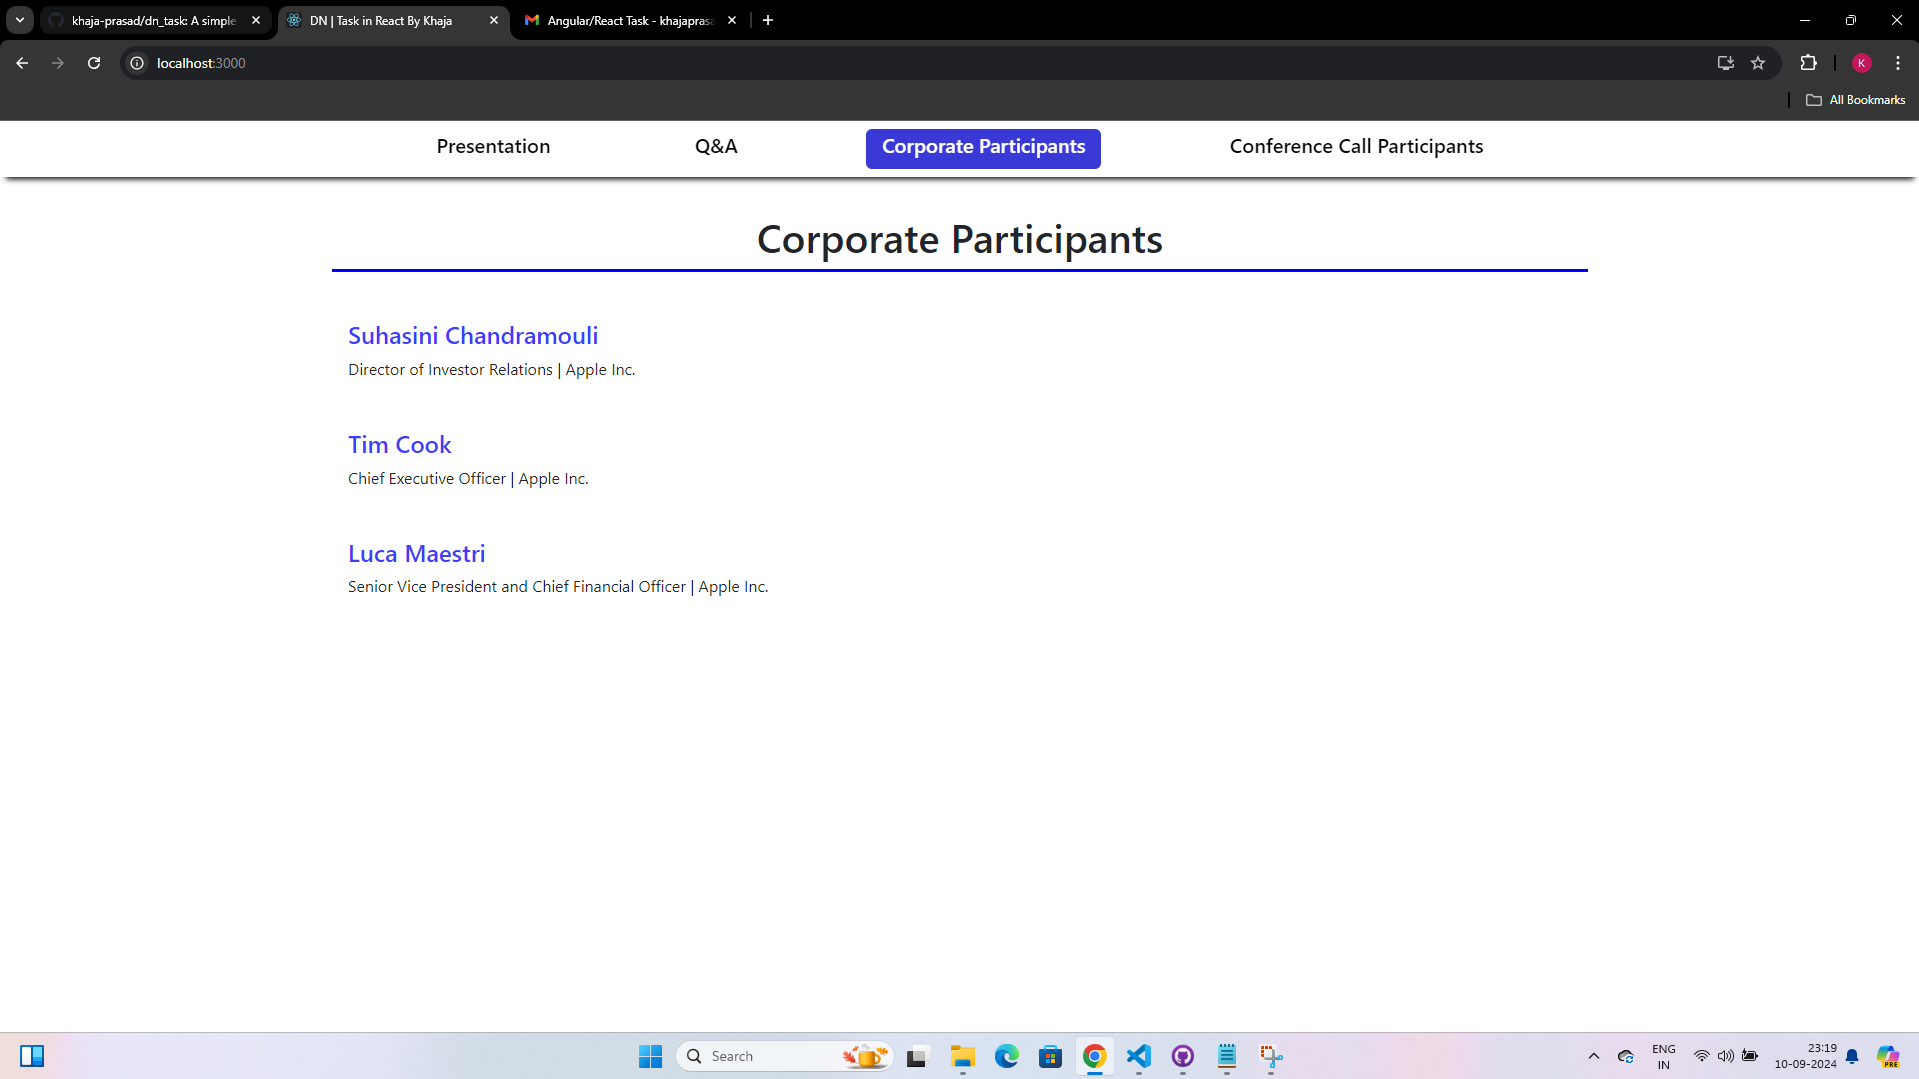 khaja-prasad/dn_task: A simple
DN | Task in React By Khaja
Angular/React Task - khajaprasa
localhost:3000
K
All Bookmarks
Presentation
Q&A
Corporate Participants
Conference Call Participants
Corporate Participants
Suhasini Chandramouli
Director of Investor Relations | Apple Inc.
Tim Cook
Chief Executive Officer | Apple Inc.
Luca Maestri
Senior Vice President and Chief Financial Officer | Apple Inc.
Search
ENG
IN
23:19
10-09-2024
PRE